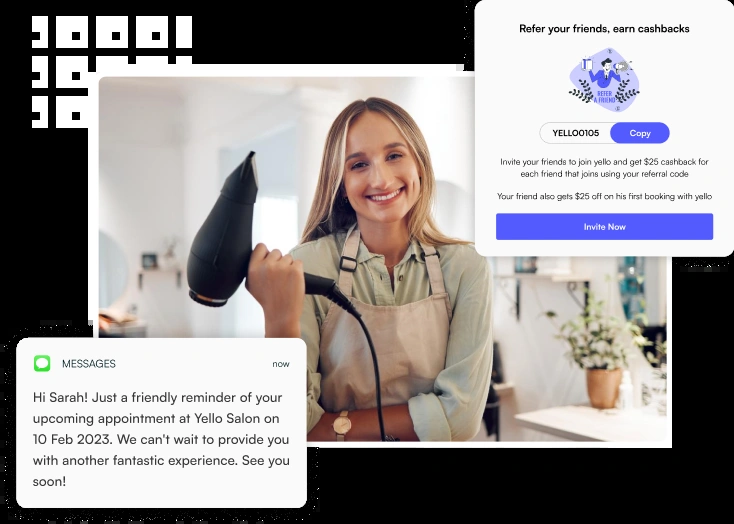 Refer your friends, earn cashbacks
REFER
A FRIEND
YELLO0105
Copy
Invite your friends to join yello and get $25 cashback for
each friend that joins using your referral code
Your friend also gets $25 off on his first booking with yello
Invite Now
MESSAGES
now
Hi Sarah! Just a friendly reminder of your
upcoming appointment at Yello Salon on
10 Feb 2023. We can't wait to provide you
with another fantastic experience. See you
soon!